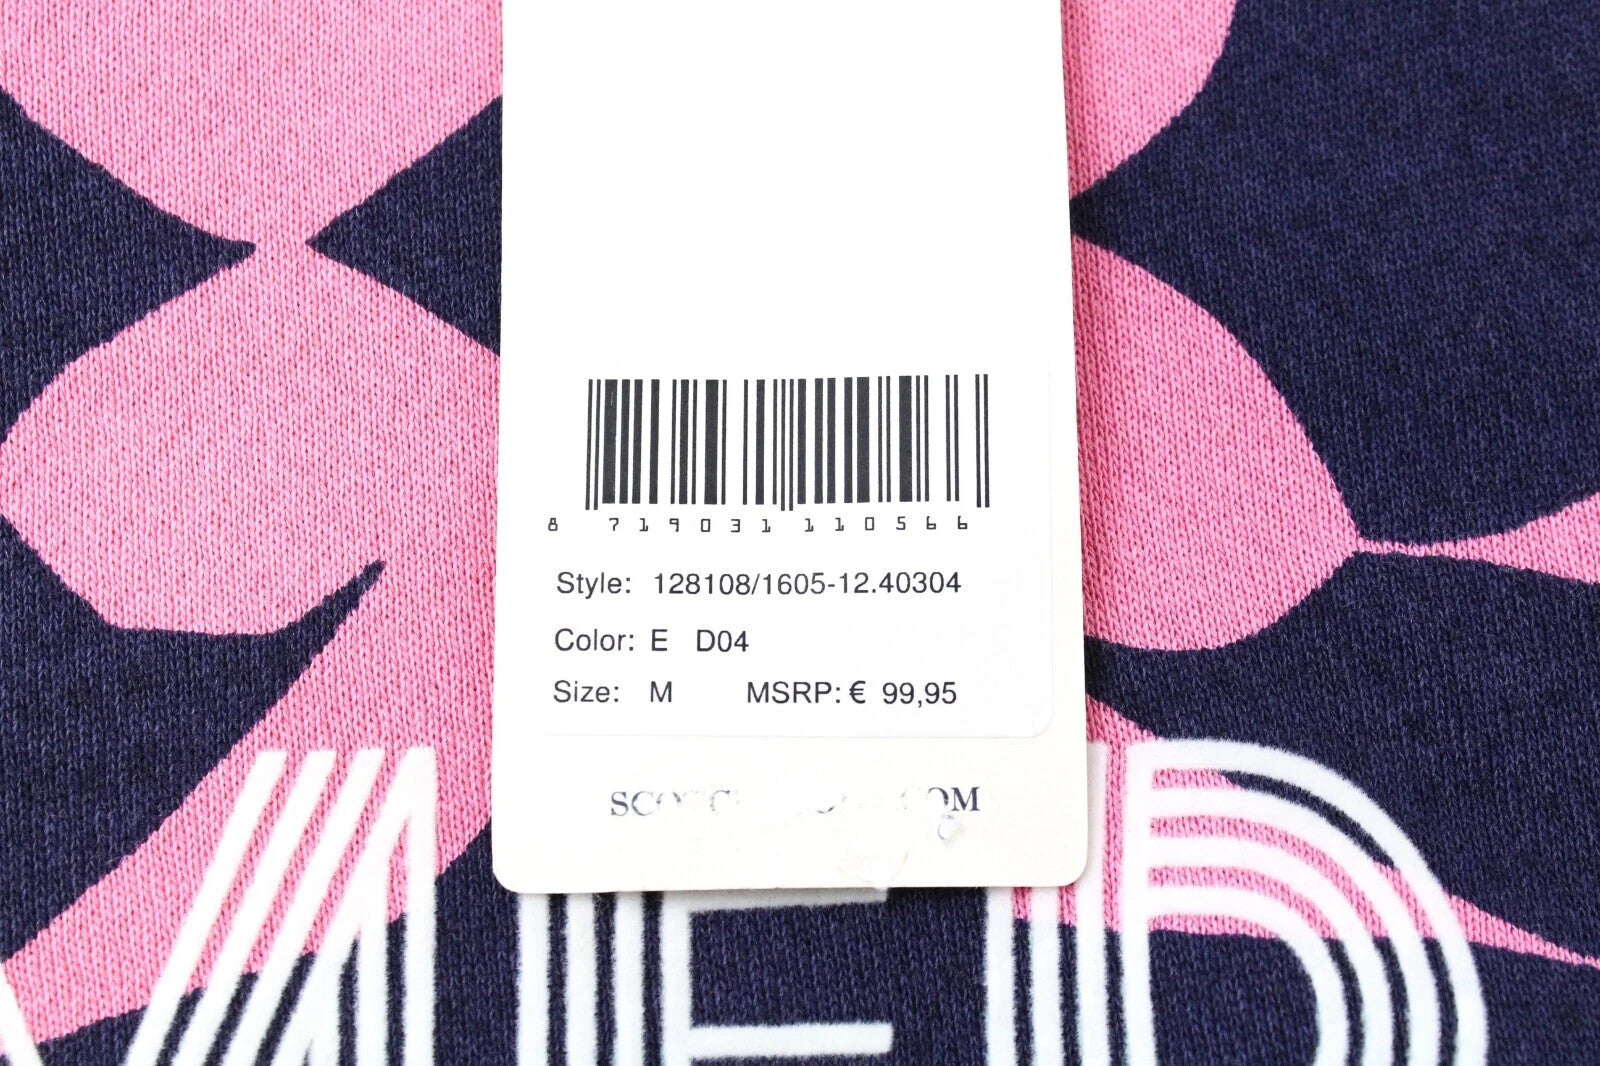 8 719031 110566
Style: 128108/1605-12.40304
Color: E D04
Size: M MSRP: € 99,95